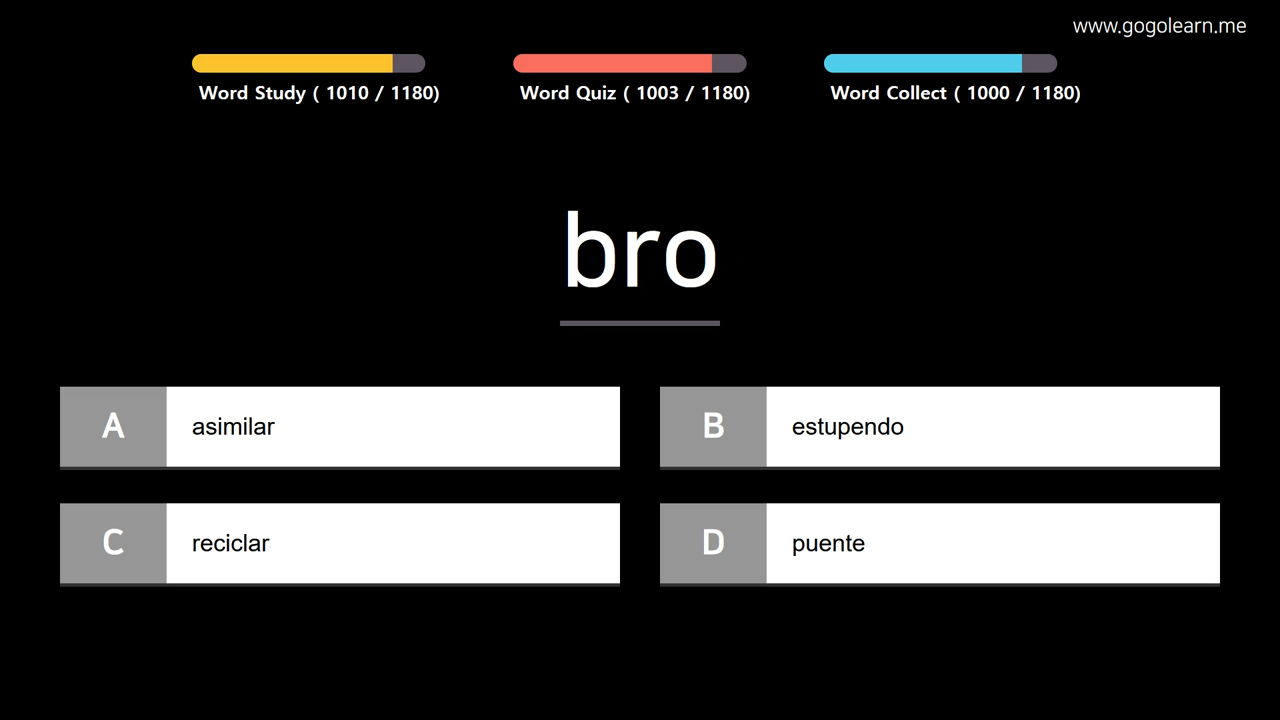 www.gogolearn.me
Word Study ( 1010 / 1180)
Word Quiz ( 1003 / 1180)
Word Collect ( 1000 / 1180)
bro
A asimilar
B estupendo
C reciclar
D puente